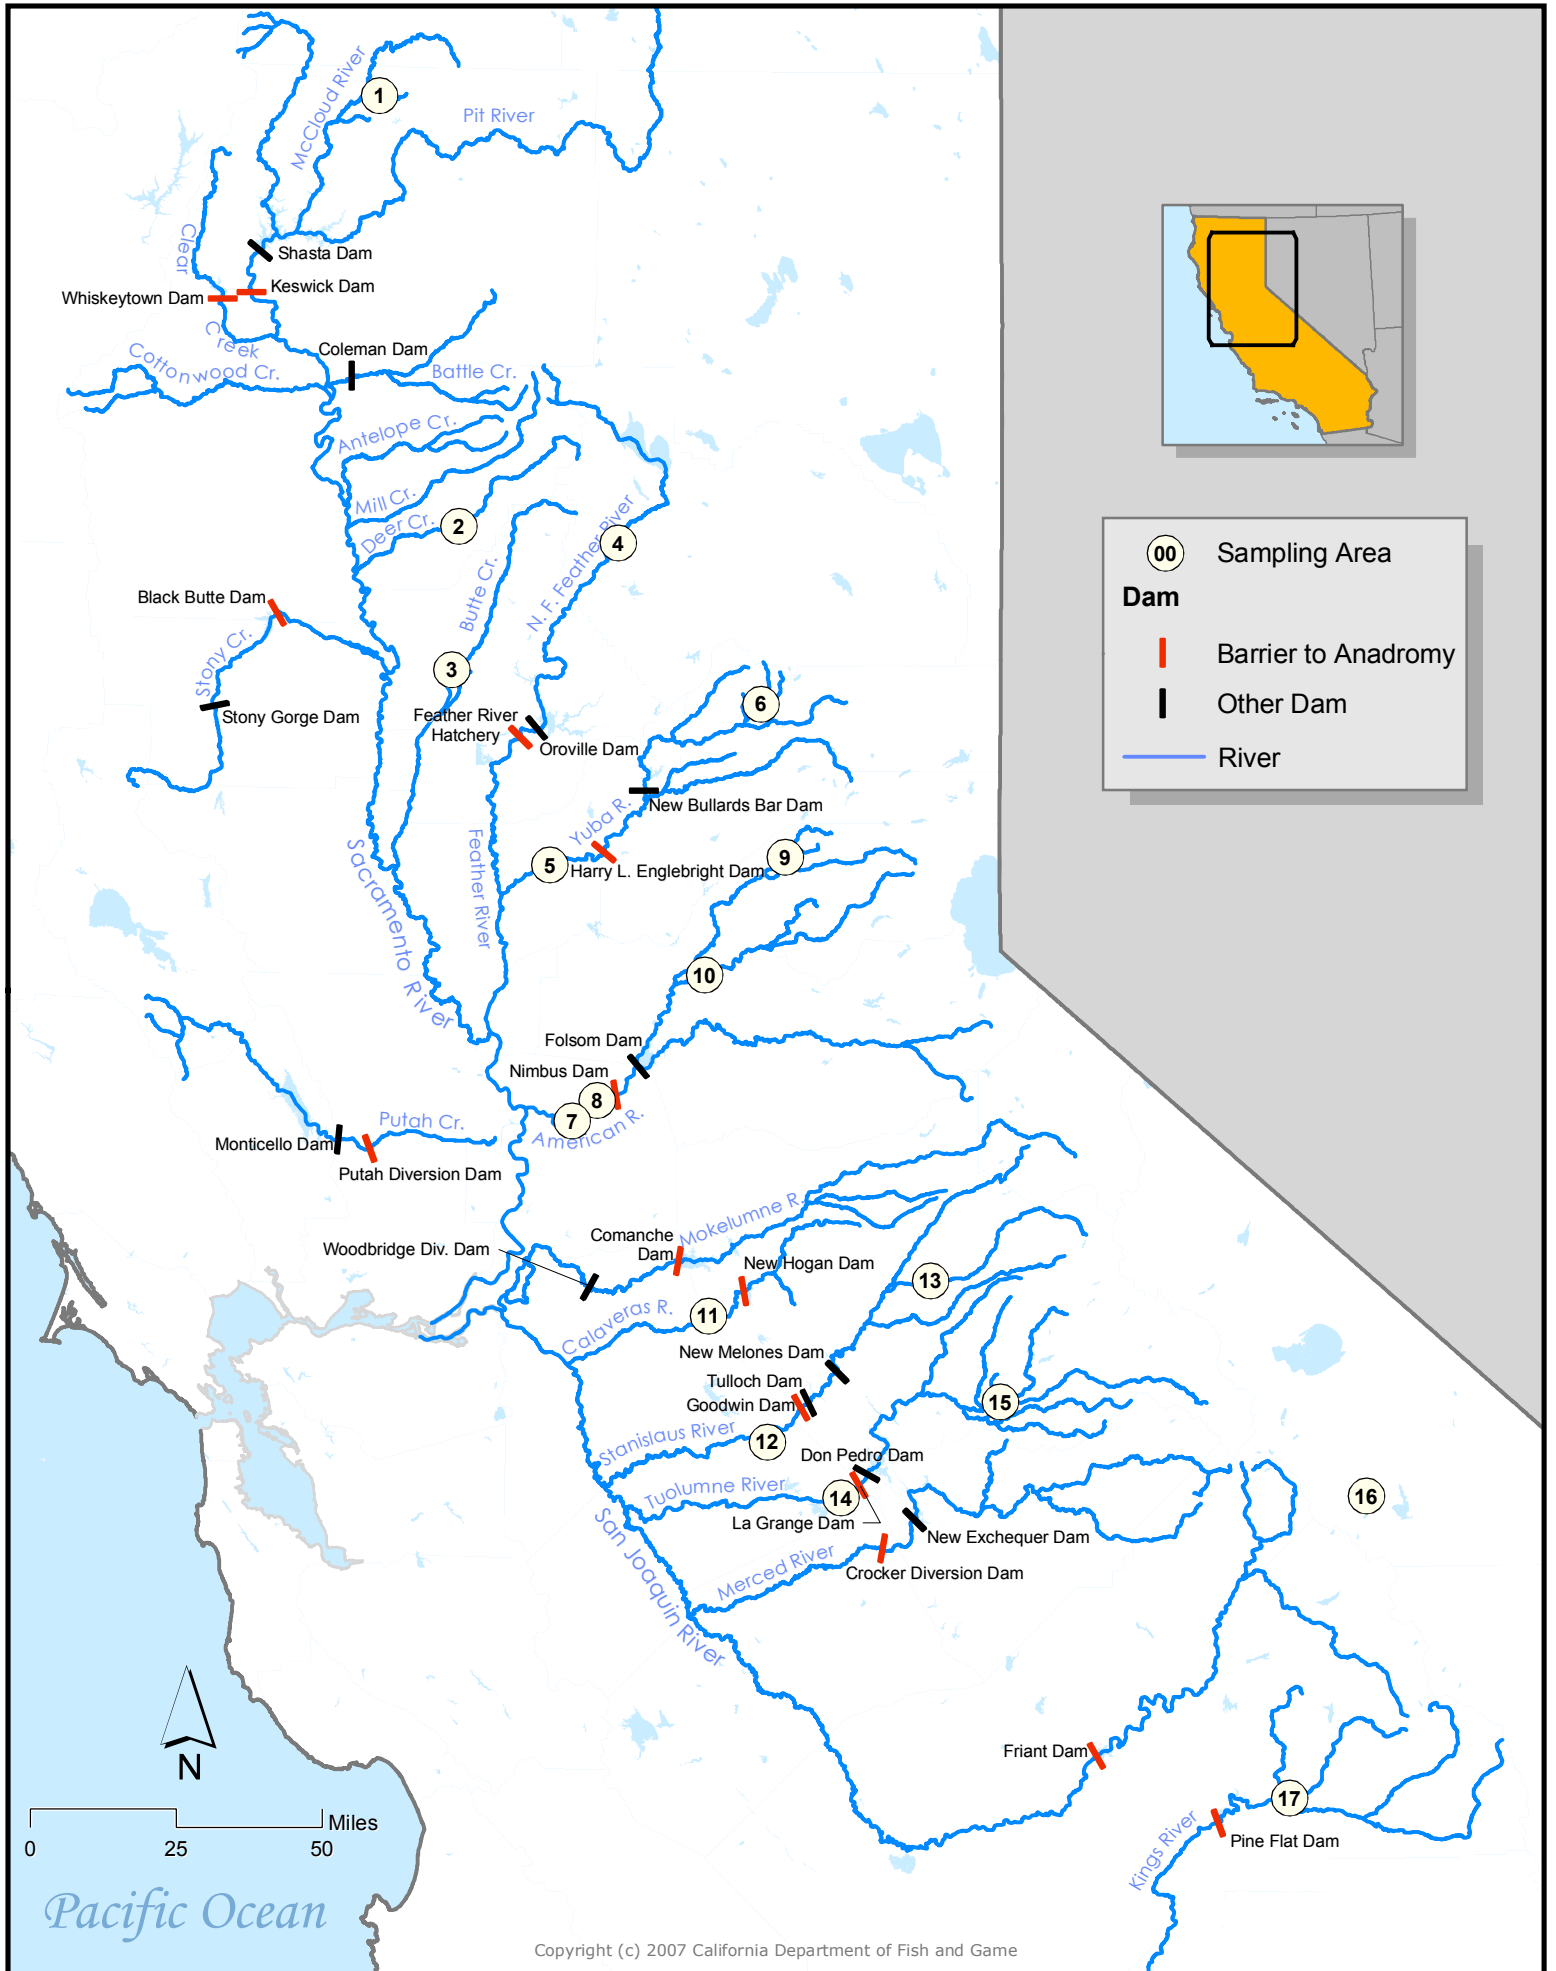 McCloud River
1
Pit River
Clear
Creek
Shasta Dam
Keswick Dam
Whiskeytown Dam
Coleman Dam
Cottonwood Cr.
Battle Cr.
Antelope Cr.
Mill Cr.
Deer Cr.
2
N. F. Feather River
4
Butte Cr.
Black Butte Dam
Stony Cr.
3
Stony Gorge Dam
Feather River
Hatchery
Oroville Dam
6
New Bullards Bar Dam
Yuba R.
Feather River
5
Harry L. Englebright Dam
9
Sacramento River
10
Folsom Dam
Nimbus Dam
8
7
American R.
Putah Cr.
Monticello Dam
Putah Diversion Dam
Mokelumne R.
Comanche
Dam
Woodbridge Div. Dam
New Hogan Dam
13
Calaveras R.
11
New Melones Dam
Tulloch Dam
Goodwin Dam
15
Stanislaus River
12
Don Pedro Dam
Tuolumne River
14
16
La Grange Dam
New Exchequer Dam
San Joaquin River
Merced River
Crocker Diversion Dam
Friant Dam
17
Kings River
Pine Flat Dam
00
Sampling Area
Dam
Barrier to Anadromy
Other Dam
River
N
Miles
0 25 50
Pacific Ocean
Copyright (c) 2007 California Department of Fish and Game